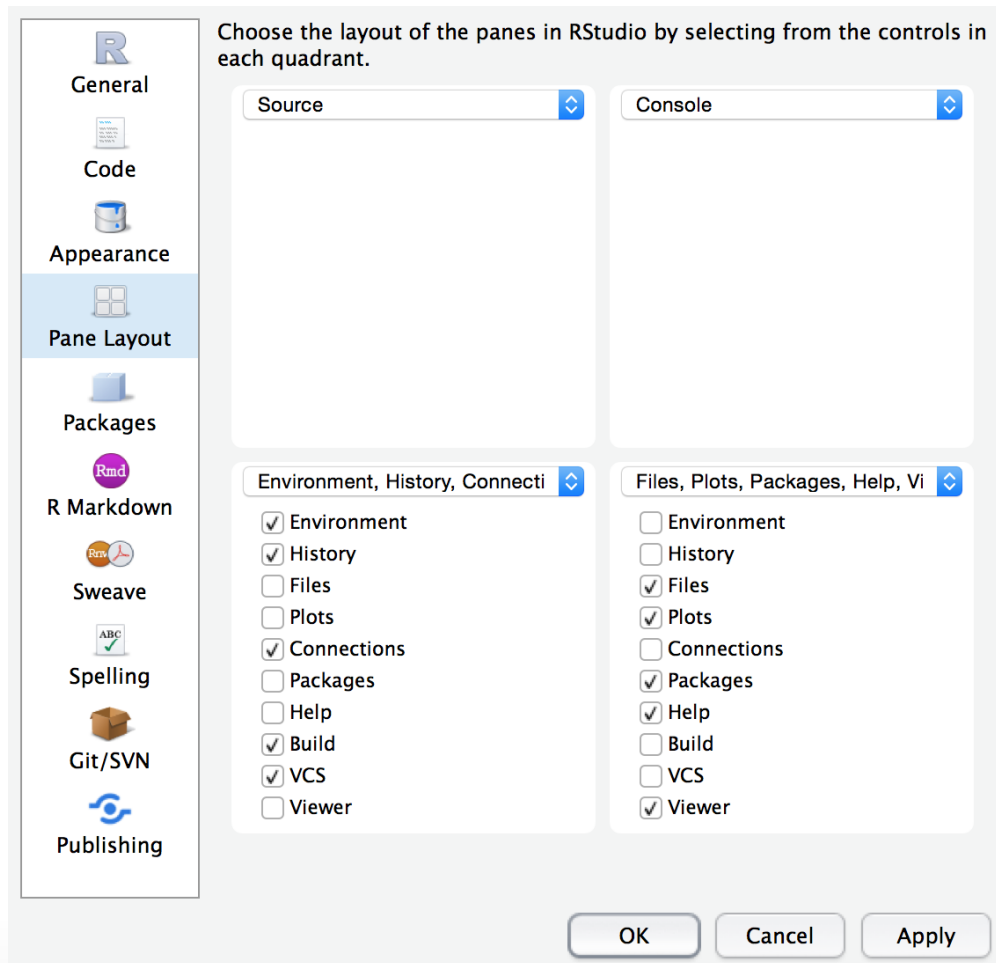 Choose the layout of the panes in RStudio by selecting from the controls in
each quadrant.
R
General
Code
Appearance
Pane Layout
Packages
Rmd
R Markdown
Rnw
Sweave
ABC
Spelling
Git/SVN
Publishing
Source
Console
Environment, History, Connecti
Environment
History
Files
Plots
Connections
Packages
Help
Build
VCS
Viewer
Files, Plots, Packages, Help, Vi
Environment
History
Files
Plots
Connections
Packages
Help
Build
VCS
Viewer
OK
Cancel
Apply